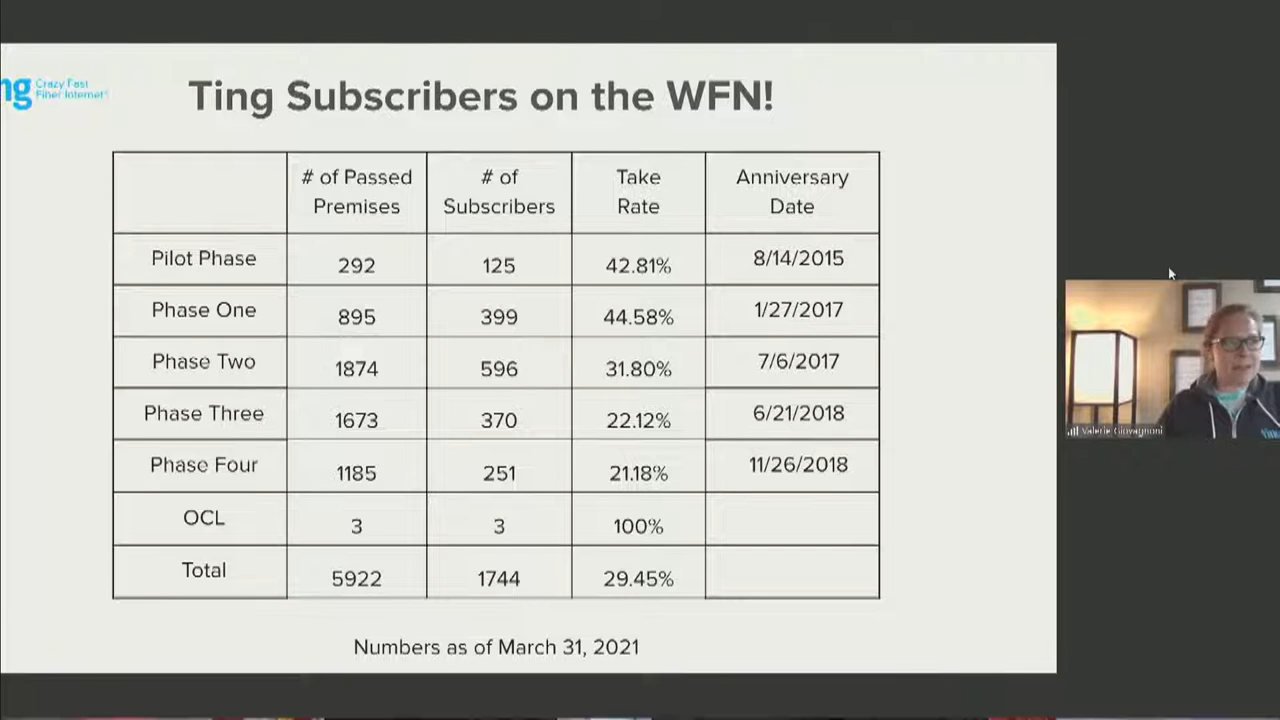 ng Crazy Fast
Fiber Internet
Ting Subscribers on the WFN!
# of Passed Premises # of Subscribers Take Rate Anniversary Date
Pilot Phase 292 125 42.81% 8/14/2015
Phase One 895 399 44.58% 1/27/2017
Phase Two 1874 596 31.80% 7/6/2017
Phase Three 1673 370 22.12% 6/21/2018
Phase Four 1185 251 21.18% 11/26/2018
OCL 3 3 100%
Total 5922 1744 29.45%
Numbers as of March 31, 2021
Valerie Giovagnoni